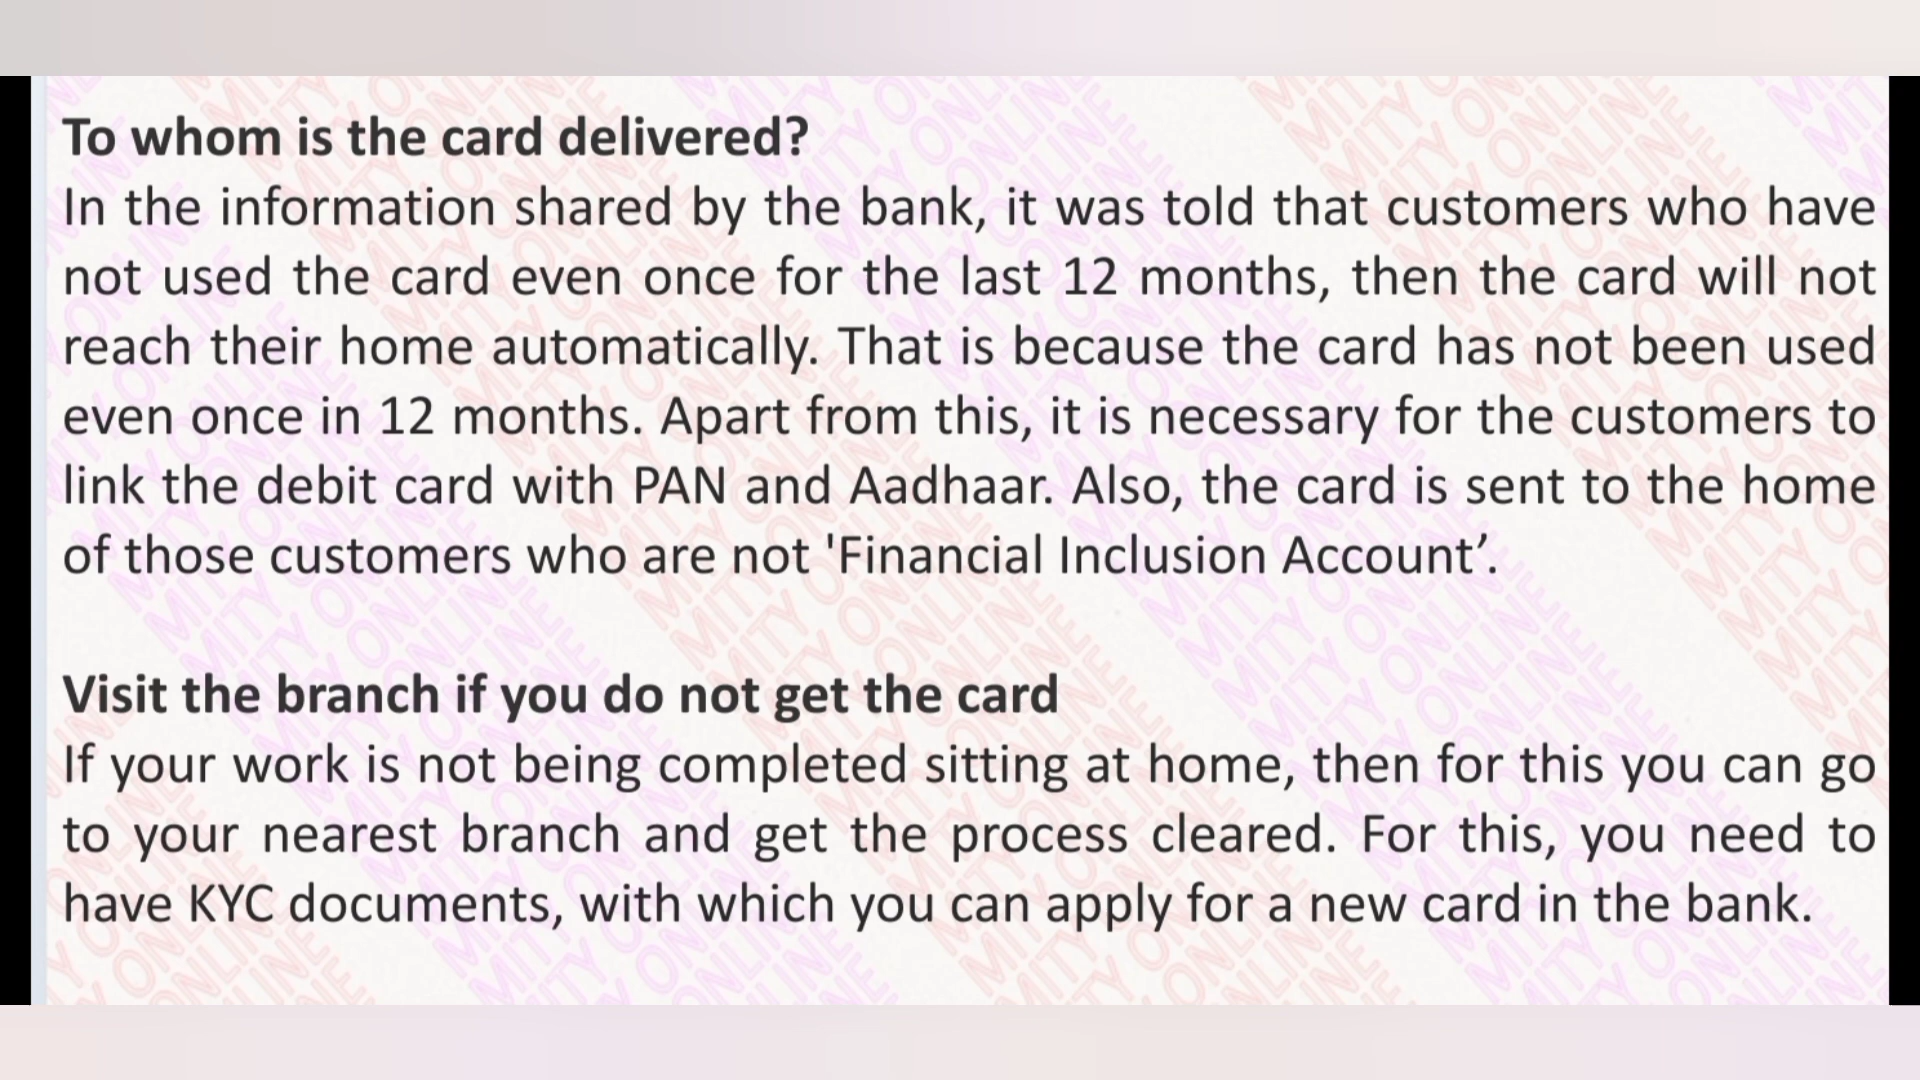 To whom is the card delivered?
In the information shared by the bank, it was told that customers who have
not used the card even once for the last 12 months, then the card will not
reach their home automatically. That is because the card has not been used
even once in 12 months. Apart from this, it is necessary for the customers to
link the debit card with PAN and Aadhaar. Also, the card is sent to the home
of those customers who are not 'Financial Inclusion Account’.
Visit the branch if you do not get the card
If your work is not being completed sitting at home, then for this you can go
to your nearest branch and get the process cleared. For this, you need to
have KYC documents, with which you can apply for a new card in the bank.